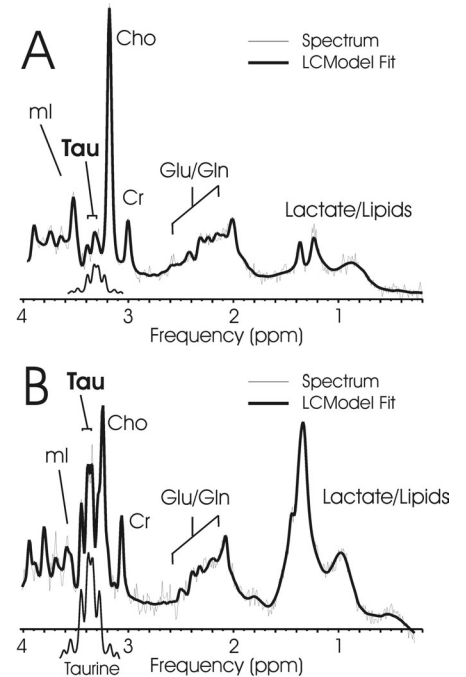 A
Cho
Spectrum
LCModel Fit
mI
Tau
Glu/Gln
Cr
Lactate/Lipids
4 3 2 1
Frequency (ppm)
B
Tau
Spectrum
LCModel Fit
Cho
mI
Glu/Gln
Lactate/Lipids
Cr
4 3 2 1
Taurine Frequency (ppm)